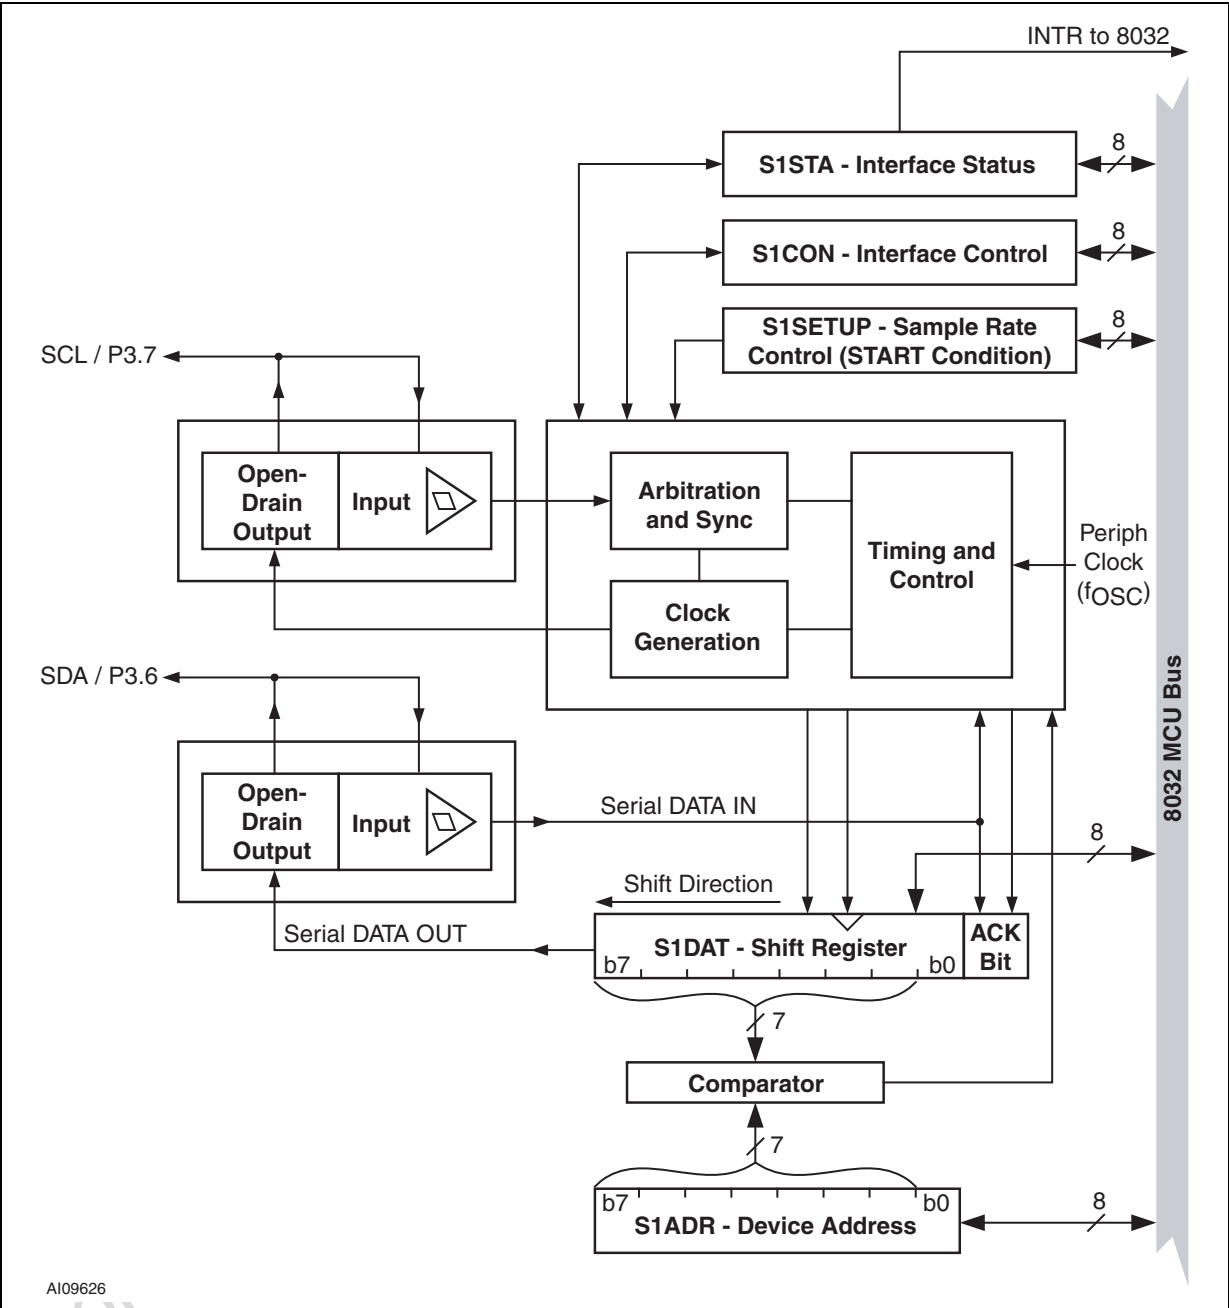 INTR to 8032
S1STA - Interface Status
8
S1CON - Interface Control
8
S1SETUP - Sample Rate
Control (START Condition)
8
SCL / P3.7
Open-
Drain
Output
Input
Arbitration
and Sync
Timing and
Control
Periph
Clock
(fOSC)
Clock
Generation
SDA / P3.6
8032 MCU Bus
Open-
Drain
Output
Input
Serial DATA IN
8
Shift Direction
Serial DATA OUT
S1DAT - Shift Register
b7
b0
ACK
Bit
7
Comparator
7
b7
b0
S1ADR - Device Address
8
AI09626